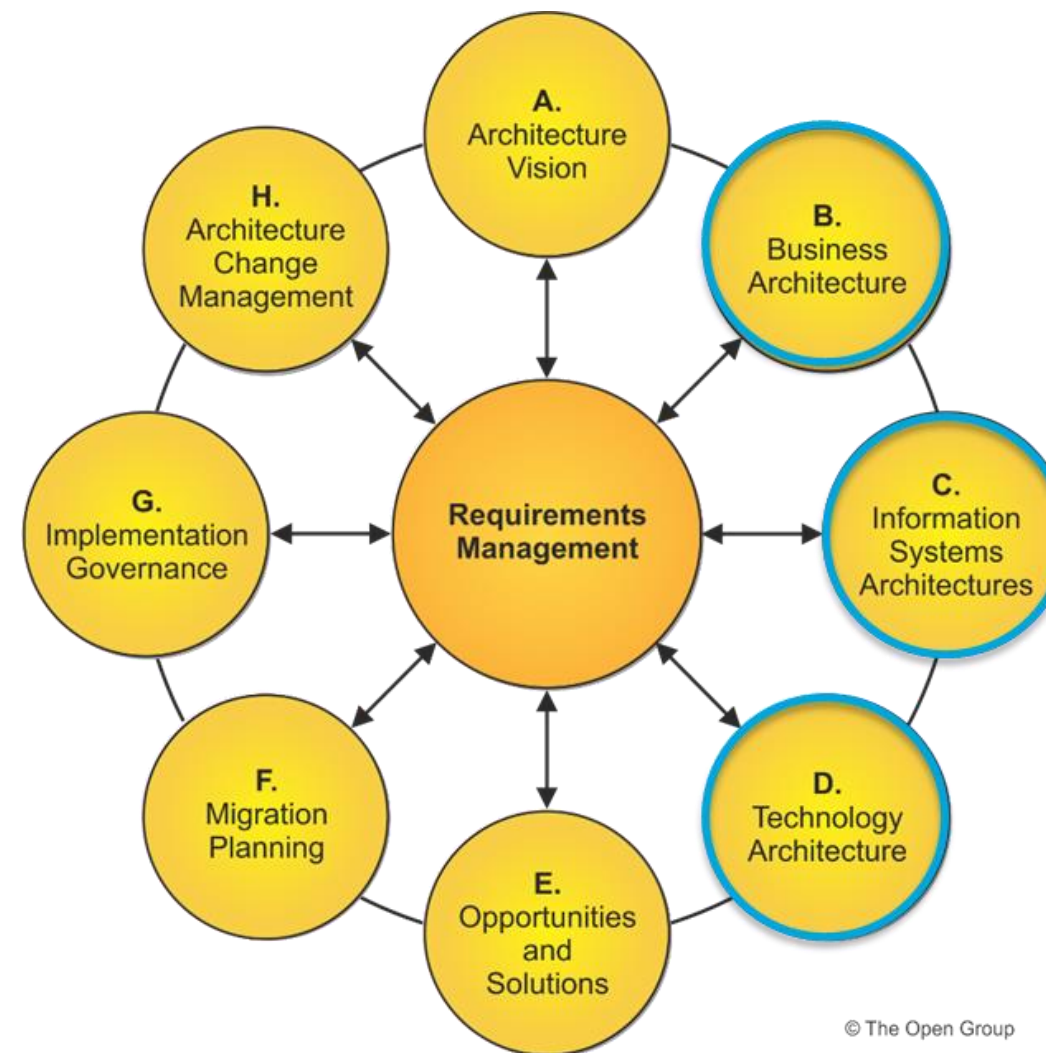 A.
Architecture
Vision
B.
Business
Architecture
C.
Information
Systems
Architectures
D.
Technology
Architecture
E.
Opportunities
and
Solutions
F.
Migration
Planning
G.
Implementation
Governance
H.
Architecture
Change
Management
Requirements
Management
© The Open Group